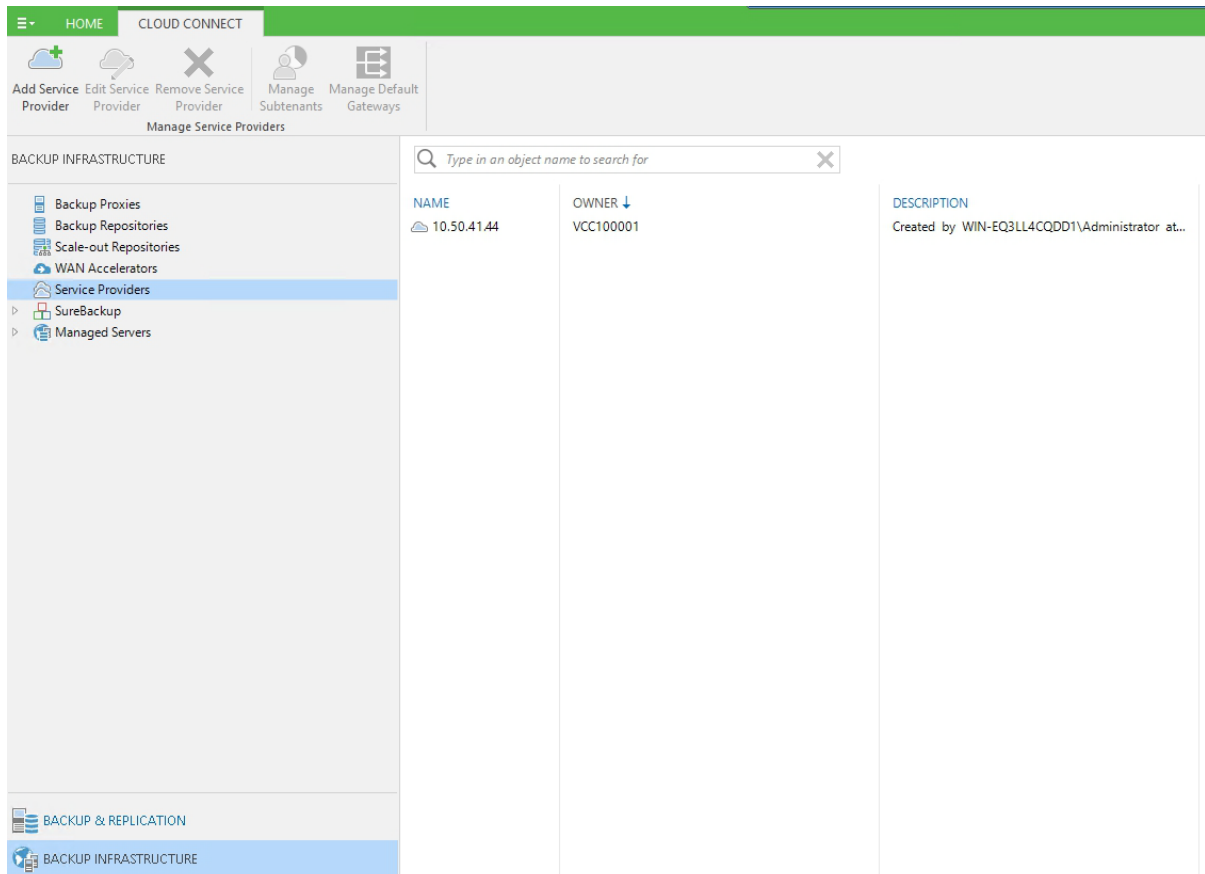 HOME CLOUD CONNECT
Add Service Edit Service Remove Service Manage Manage Default
Provider Provider Provider Subtenants Gateways
Manage Service Providers
BACKUP INFRASTRUCTURE
Type in an object name to search for
Backup Proxies
Backup Repositories
Scale-out Repositories
WAN Accelerators
Service Providers
SureBackup
Managed Servers
NAME OWNER DESCRIPTION
10.50.41.44 VCC100001 Created by WIN-EQ3LL4CQDD1\Administrator at...
BACKUP & REPLICATION
BACKUP INFRASTRUCTURE